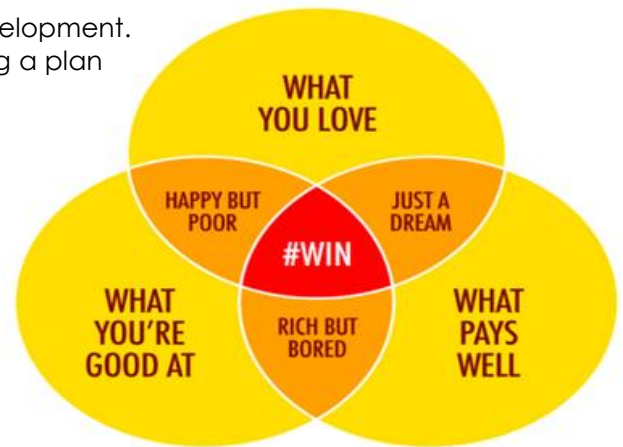 elopment.
g a plan
WHAT
YOU LOVE
HAPPY BUT
POOR
JUST A
DREAM
#WIN
WHAT
YOU'RE
GOOD AT
RICH BUT
BORED
WHAT
PAYS
WELL